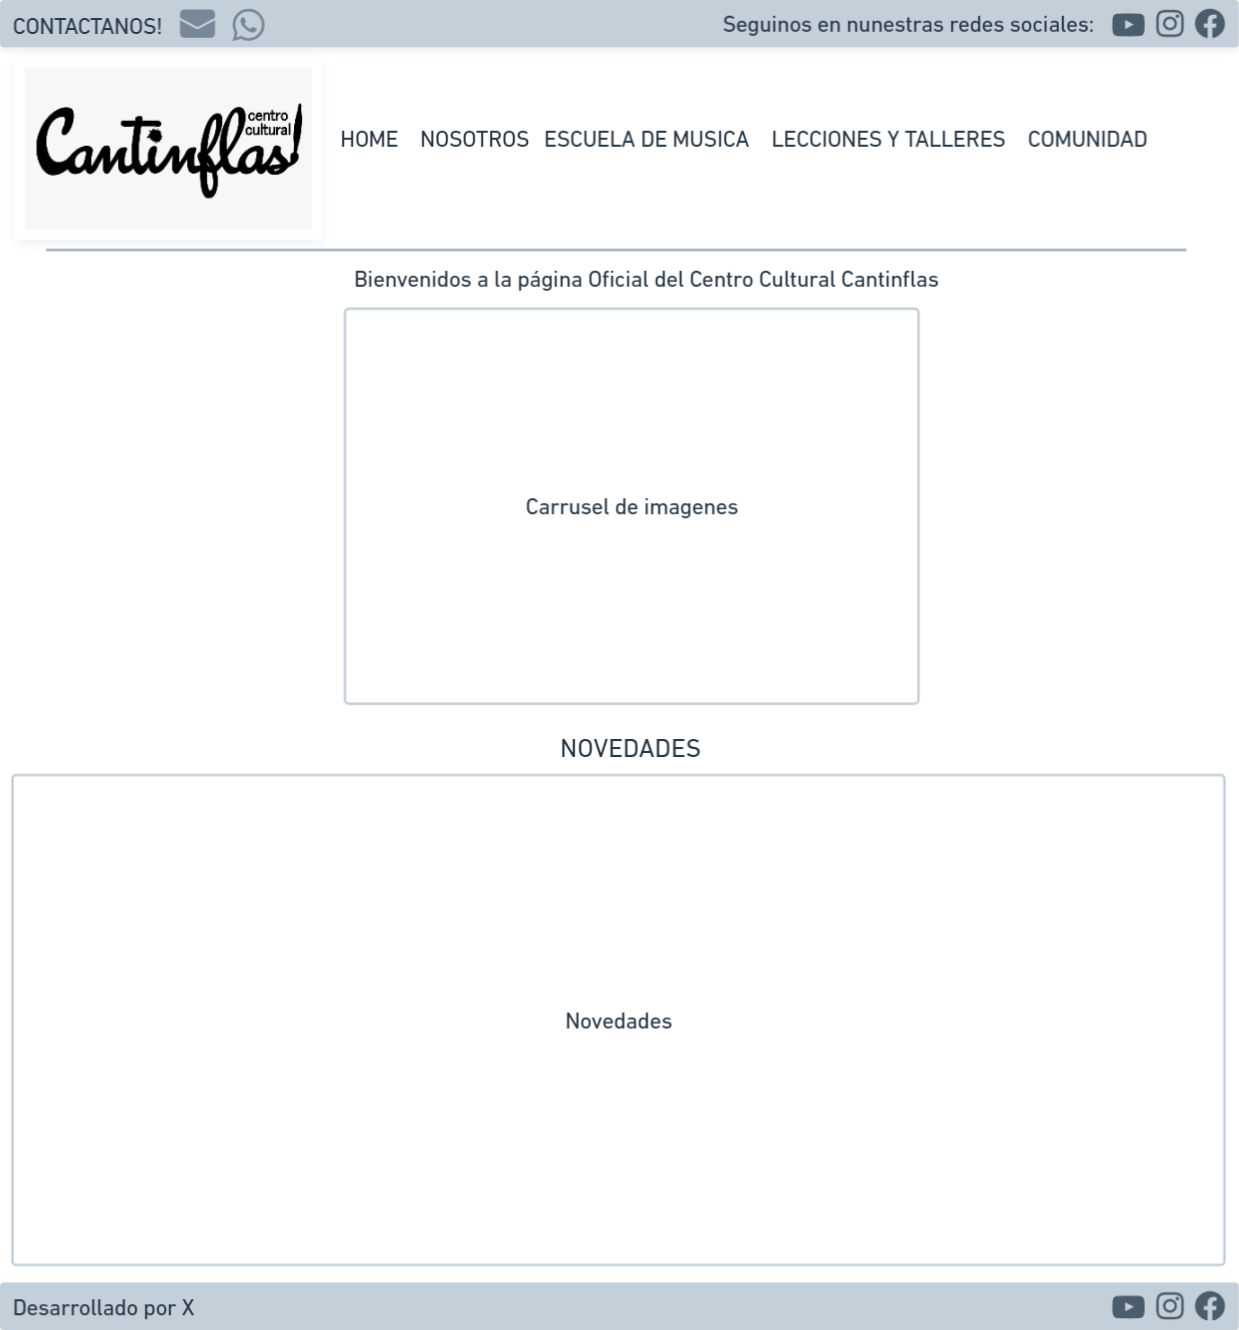 CONTACTANOS!
Seguinos en nunestras redes sociales:
Cantinflas!
centro
cultural
HOME NOSOTROS ESCUELA DE MUSICA LECCIONES Y TALLERES COMUNIDAD
Bienvenidos a la página Oficial del Centro Cultural Cantinflas
Carrusel de imagenes
NOVEDADES
Novedades
Desarrollado por X